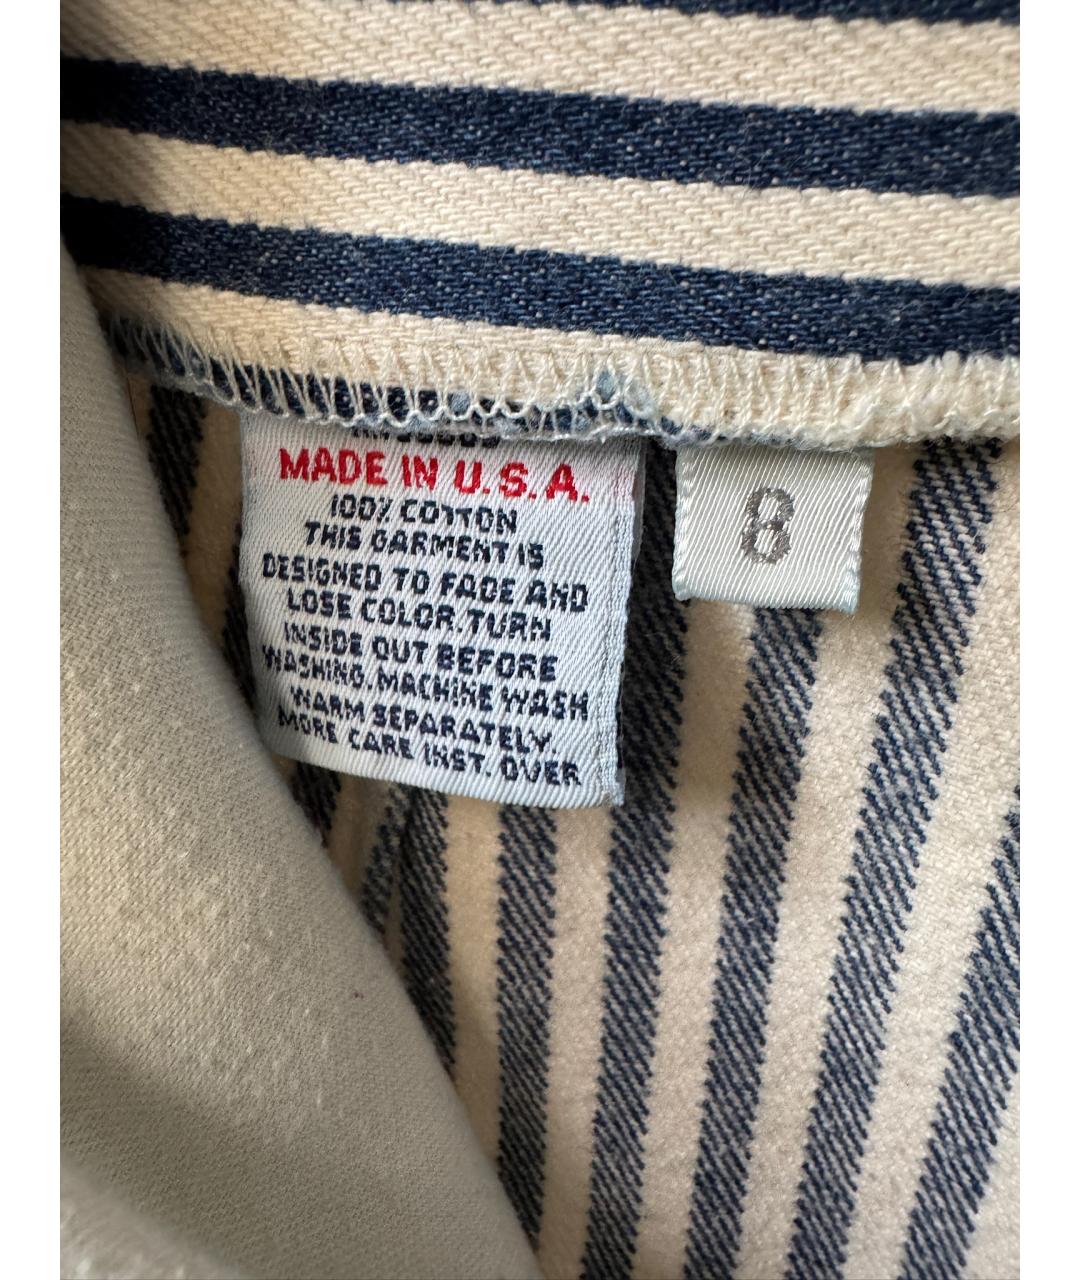 MADE IN U.S.A.
100% COTTON
THIS GARMENT IS
DESIGNED TO FADE AND
LOSE COLOR.TURN
INSIDE OUT BEFORE
WASHING. MACHINE WASH
WARM SEPARATELY.
MORE CARE INST. OVER
8